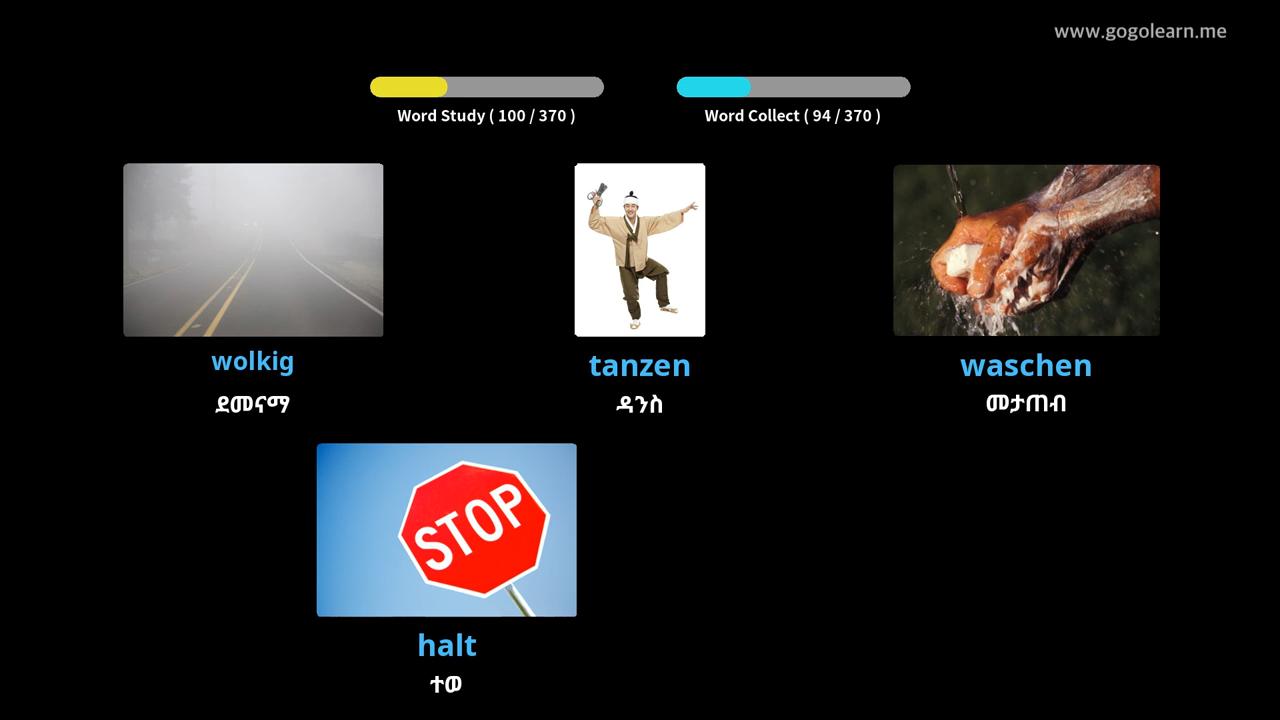 www.gogolearn.me
Word Study ( 100 / 370 )
Word Collect ( 94 / 370 )
wolkig
ደመናማ
tanzen
ዳንስ
waschen
መታጠብ
STOP
halt
ተወ